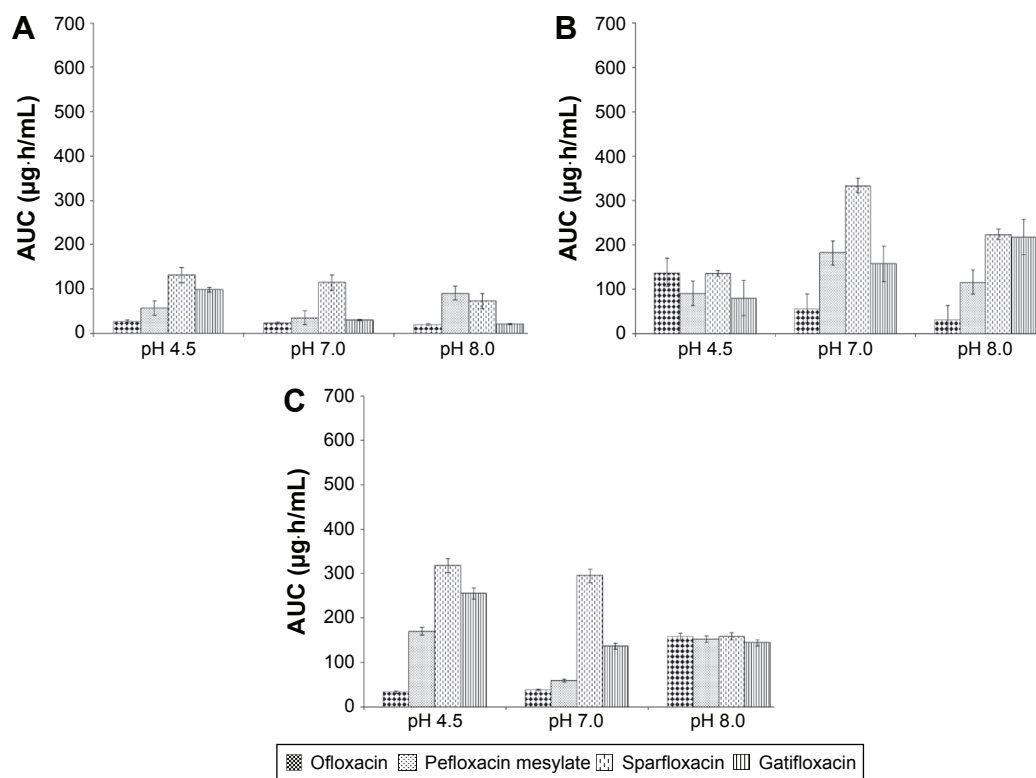 A
AUC (µg·h/mL)
700
600
500
400
300
200
100
0
pH 4.5 pH 7.0 pH 8.0
B
AUC (µg·h/mL)
700
600
500
400
300
200
100
0
pH 4.5 pH 7.0 pH 8.0
C
AUC (µg·h/mL)
700
600
500
400
300
200
100
0
pH 4.5 pH 7.0 pH 8.0
Ofloxacin Pefloxacin mesylate Sparfloxacin Gatifloxacin